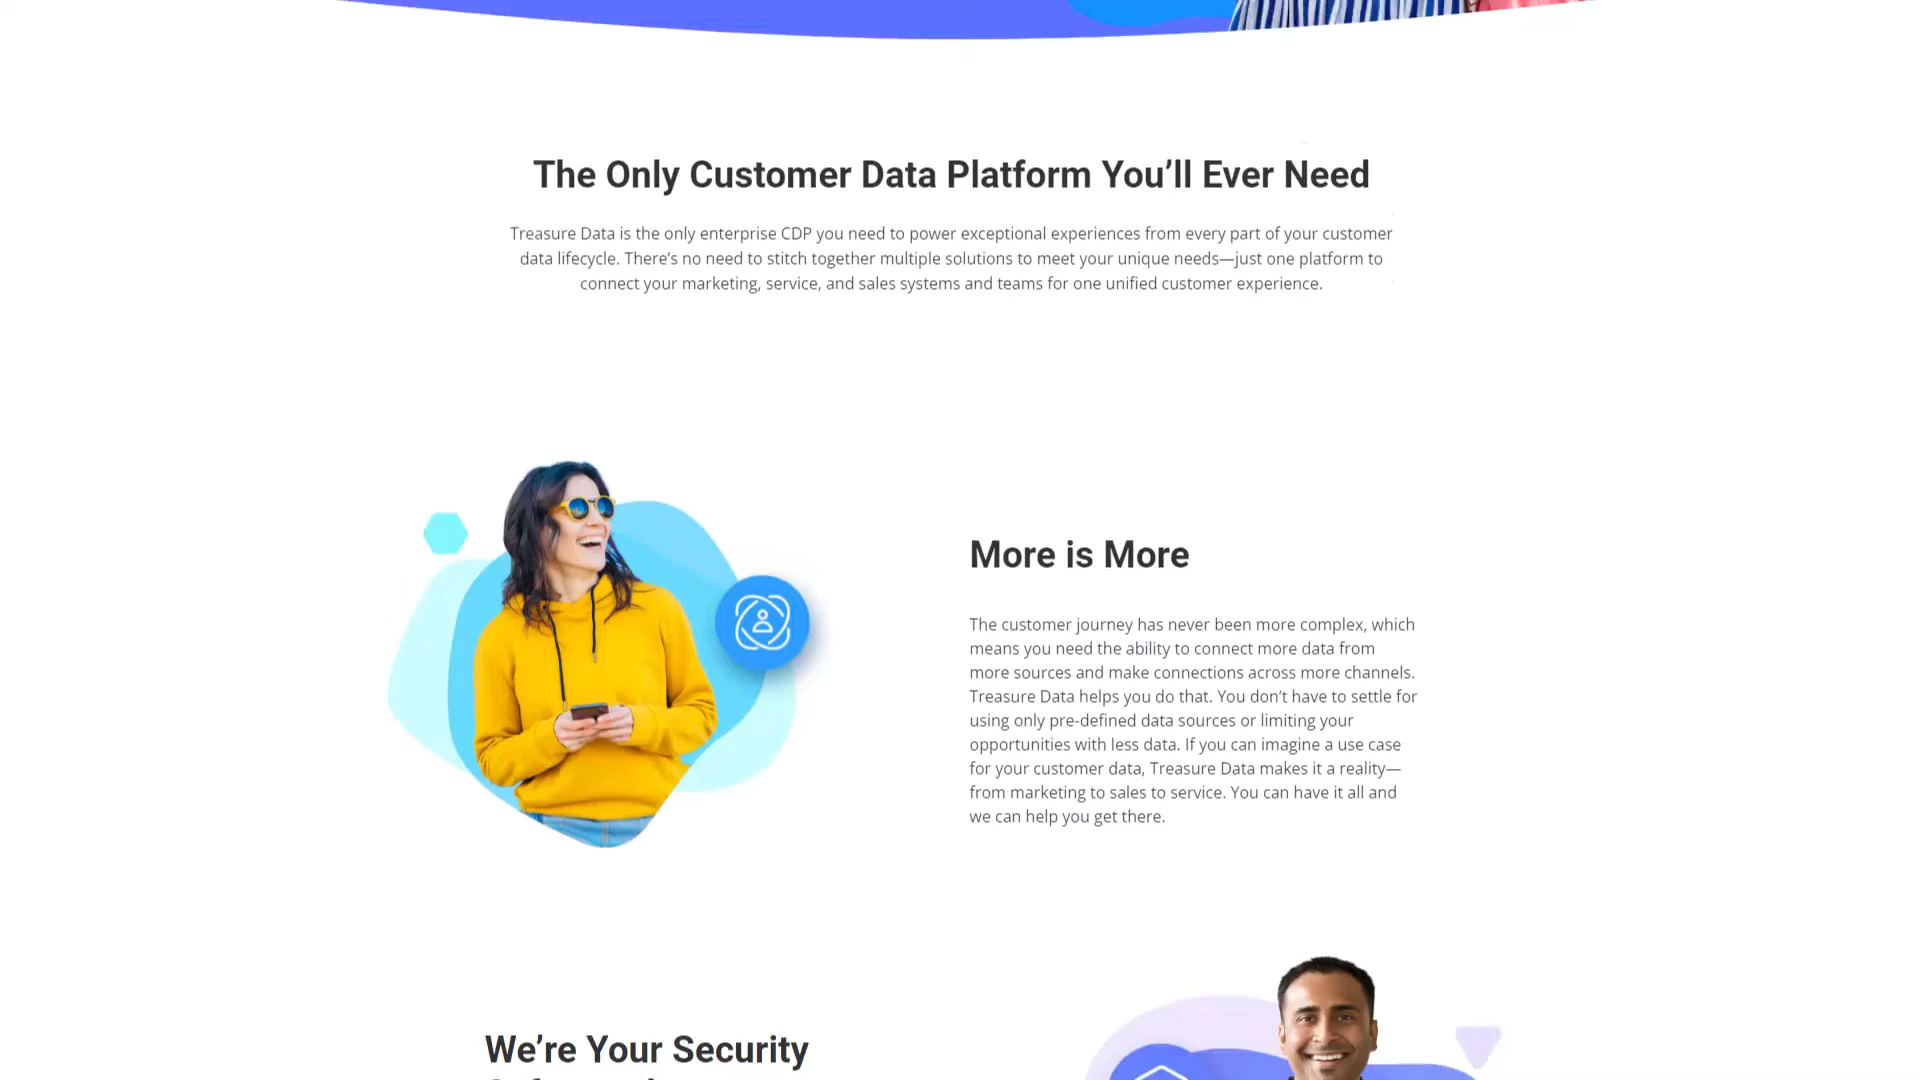 The Only Customer Data Platform You’ll Ever Need
Treasure Data is the only enterprise CDP you need to power exceptional experiences from every part of your customer
data lifecycle. There’s no need to stitch together multiple solutions to meet your unique needs—just one platform to
connect your marketing, service, and sales systems and teams for one unified customer experience.
More is More
The customer journey has never been more complex, which
means you need the ability to connect more data from
more sources and make connections across more channels.
Treasure Data helps you do that. You don’t have to settle for
using only pre-defined data sources or limiting your
opportunities with less data. If you can imagine a use case
for your customer data, Treasure Data makes it a reality—
from marketing to sales to service. You can have it all and
we can help you get there.
We’re Your Security